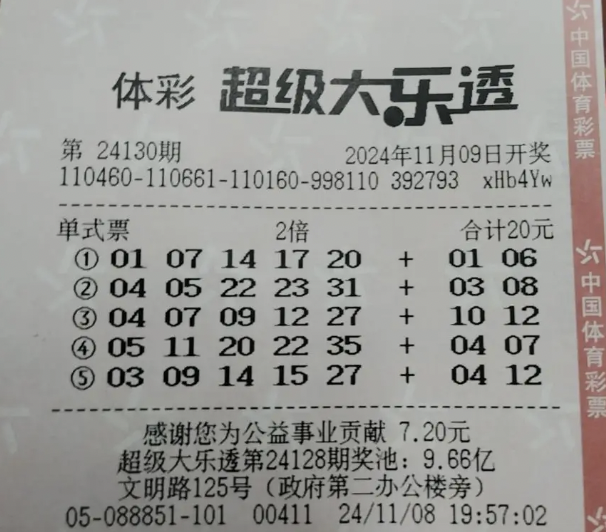 体彩 超级大乐透
第 24130期 2024年11月09日开奖
110460-110661-110160-998110 392793 xHb4Yw
单式票 2倍 合计20元
① 01 07 14 17 20 + 01 06
② 04 05 22 23 31 + 03 08
③ 04 07 09 12 27 + 10 12
④ 05 11 20 22 35 + 04 07
⑤ 03 09 14 15 27 + 04 12
感谢您为公益事业贡献 7.20元
超级大乐透第24128期奖池：9.66亿
文明路125号（政府第二办公楼旁）
05-088851-101 00411 24/11/08 19:57:02
中国体育彩票
中国体育彩票